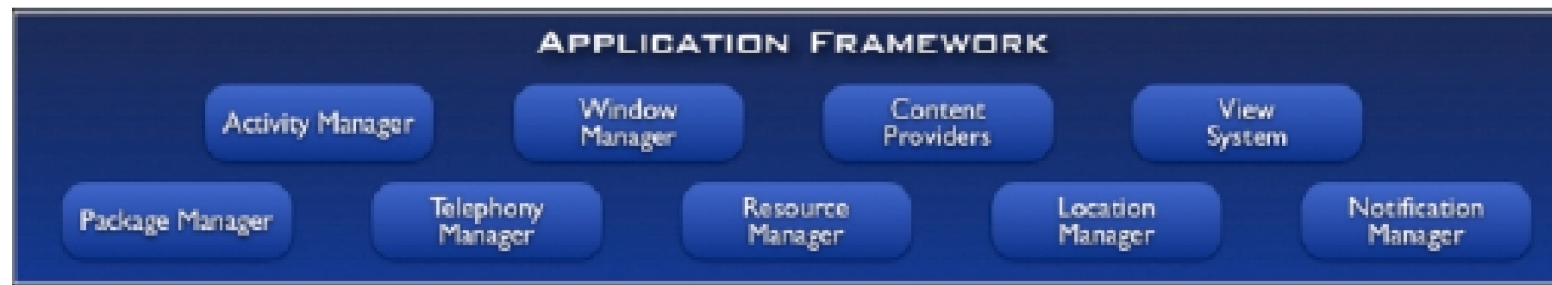 APPLICATION FRAMEWORK
Activity Manager
Window
Manager
Content
Providers
View
System
Package Manager
Telephony
Manager
Resource
Manager
Location
Manager
Notification
Manager